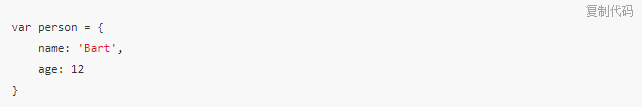 复制代码
var person = {
    name: 'Bart',
    age: 12
}